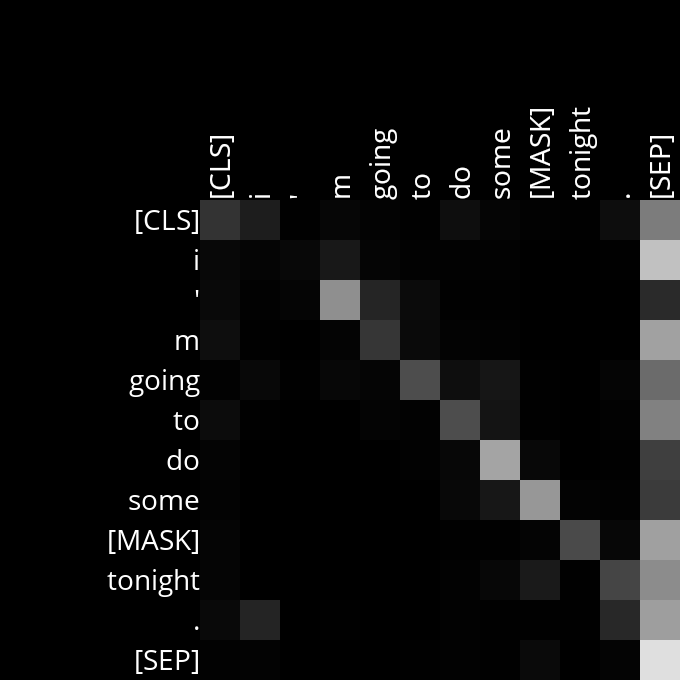 [CLS] i ' m going to do some [MASK] tonight . [SEP]
[CLS]
i
'
m
going
to
do
some
[MASK]
tonight
.
[SEP]